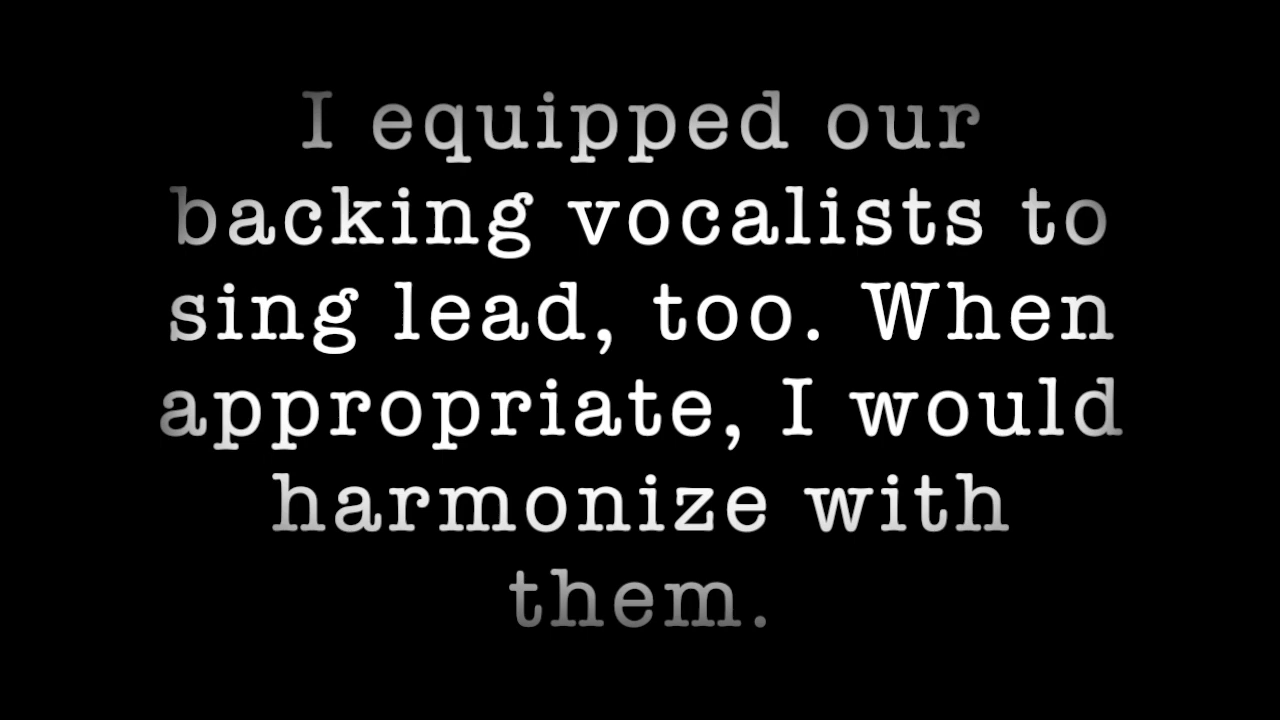 I equipped our
backing vocalists to
sing lead, too. When
appropriate, I would
harmonize with
them.